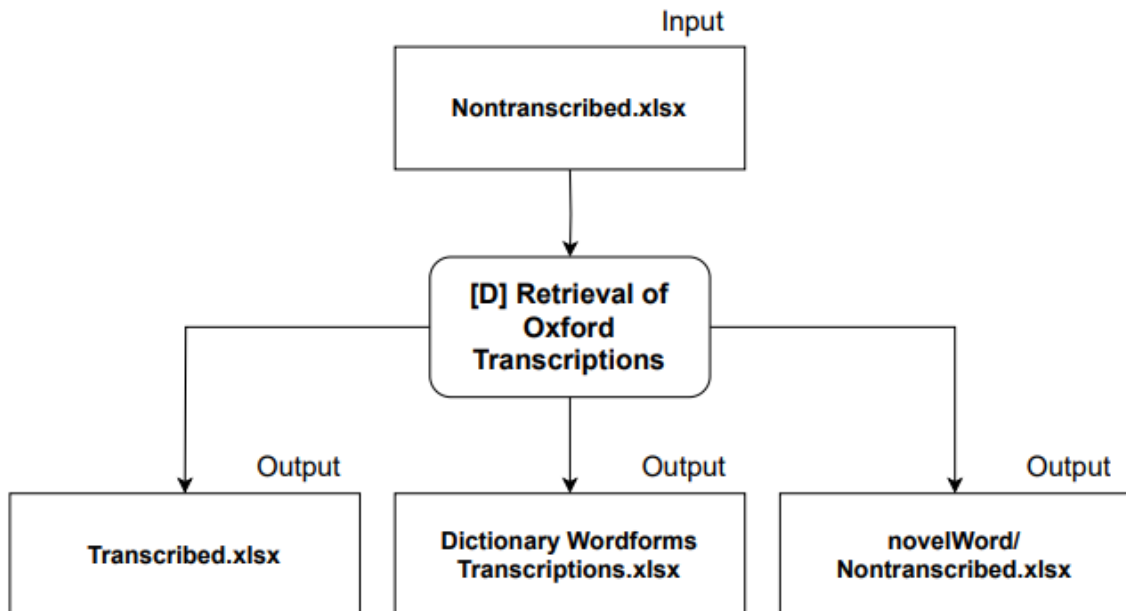 Input
Nontranscribed.xlsx
[D] Retrieval of
Oxford
Transcriptions
Output
Output
Output
Transcribed.xlsx
Dictionary Wordforms
Transcriptions.xlsx
novelWord/
Nontranscribed.xlsx